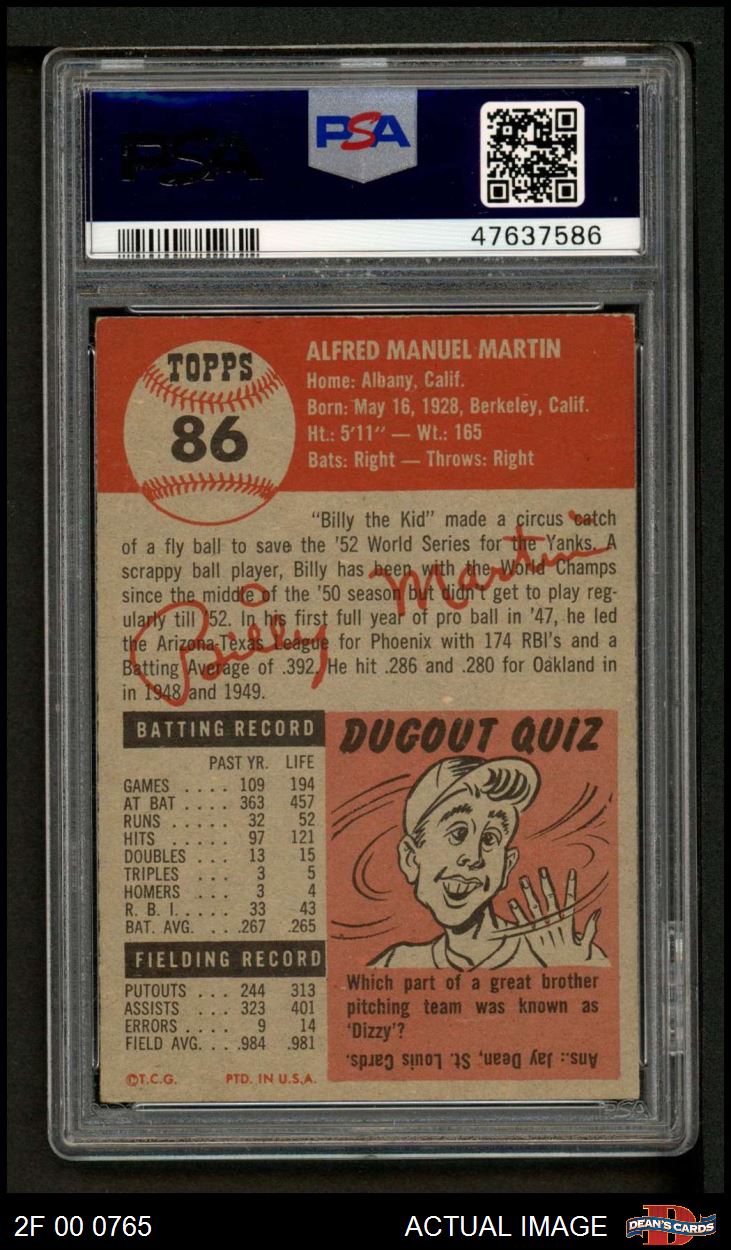 PSA
PSA
47637586
TOPPS
86
ALFRED MANUEL MARTIN
Home: Albany, Calif.
Born: May 16, 1928, Berkeley, Calif.
Ht.: 5'11" — Wt.: 165
Bats: Right — Throws: Right
"Billy the Kid" made a circus catch
of a fly ball to save the '52 World Series for the Yanks. A
scrappy ball player, Billy has been with the World Champs
since the middle of the '50 season but didn't get to play reg-
ularly till '52. In his first full year of pro ball in '47, he led
the Arizona-Texas League for Phoenix with 174 RBI's and a
Batting Average of .392. He hit .286 and .280 for Oakland in
in 1948 and 1949.
Billy Martin
BATTING RECORD
PAST YR. LIFE
GAMES .... 109 194
AT BAT .... 363 457
RUNS ..... 32 52
HITS ..... 97 121
DOUBLES ... 13 15
TRIPLES ... 3 5
HOMERS ... 3 4
R. B. I. .... 33 43
BAT. AVG. ... .267 .265
FIELDING RECORD
PUTOUTS ... 244 313
ASSISTS ... 323 401
ERRORS .... 9 14
FIELD AVG. ... .984 .981
©T.C.G. PTD. IN U.S.A.
DUGOUT QUIZ
Which part of a great brother
pitching team was known as
'Dizzy'?
Ans.: Jay Dean, St. Louis Cards.
PSA
2F 00 0765 ACTUAL IMAGE DEAN'S CARDS